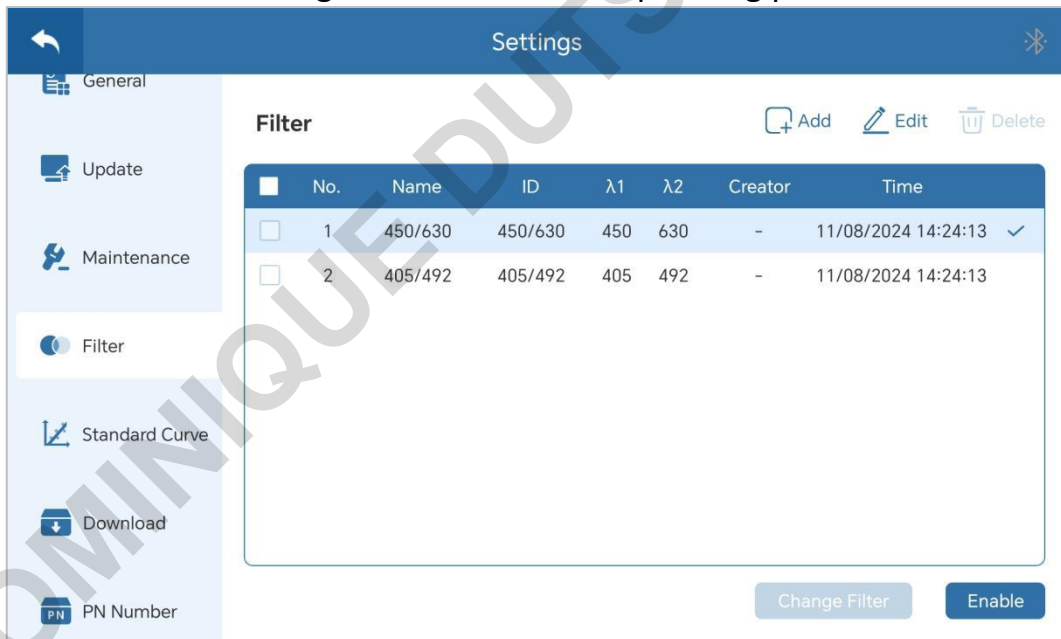 Settings
General
Update
Maintenance
Filter
Standard Curve
Download
PN
PN Number
Filter
Add Edit Delete
No. Name ID λ1 λ2 Creator Time
1 450/630 450/630 450 630 - 11/08/2024 14:24:13
2 405/492 405/492 405 492 - 11/08/2024 14:24:13
Change Filter Enable
OMINIQUE DUTS